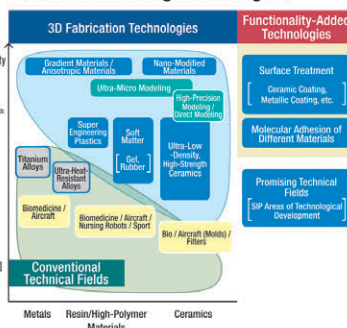 3D Fabrication Technologies
Functionality-Added
Technologies
Gradient Materials /
Anisotropic Materials
Nano-Modified
Materials
Ultra-Micro Modeling
High-Precision
Modeling /
Direct Modeling
Super
Engineering
Plastics
Soft
Matter
[Gel,
Rubber]
Ultra-Low
-Density,
High-Strength
Ceramics
Titanium
Alloys
Ultra-Heat-
Resistant
Alloys
Biomedicine /
Aircraft
Biomedicine / Aircraft /
Nursing Robots / Sport
Bio / Aircraft (Molds) /
Filters
Conventional
Technical Fields
Metals
Resin/High-Polymer
Materials
Ceramics
Surface Treatment
[Ceramic Coating,
Metallic Coating, etc.]
Molecular Adhesion of
Different Materials
Promising Technical
Fields
[SIP Areas of Technological
Development]